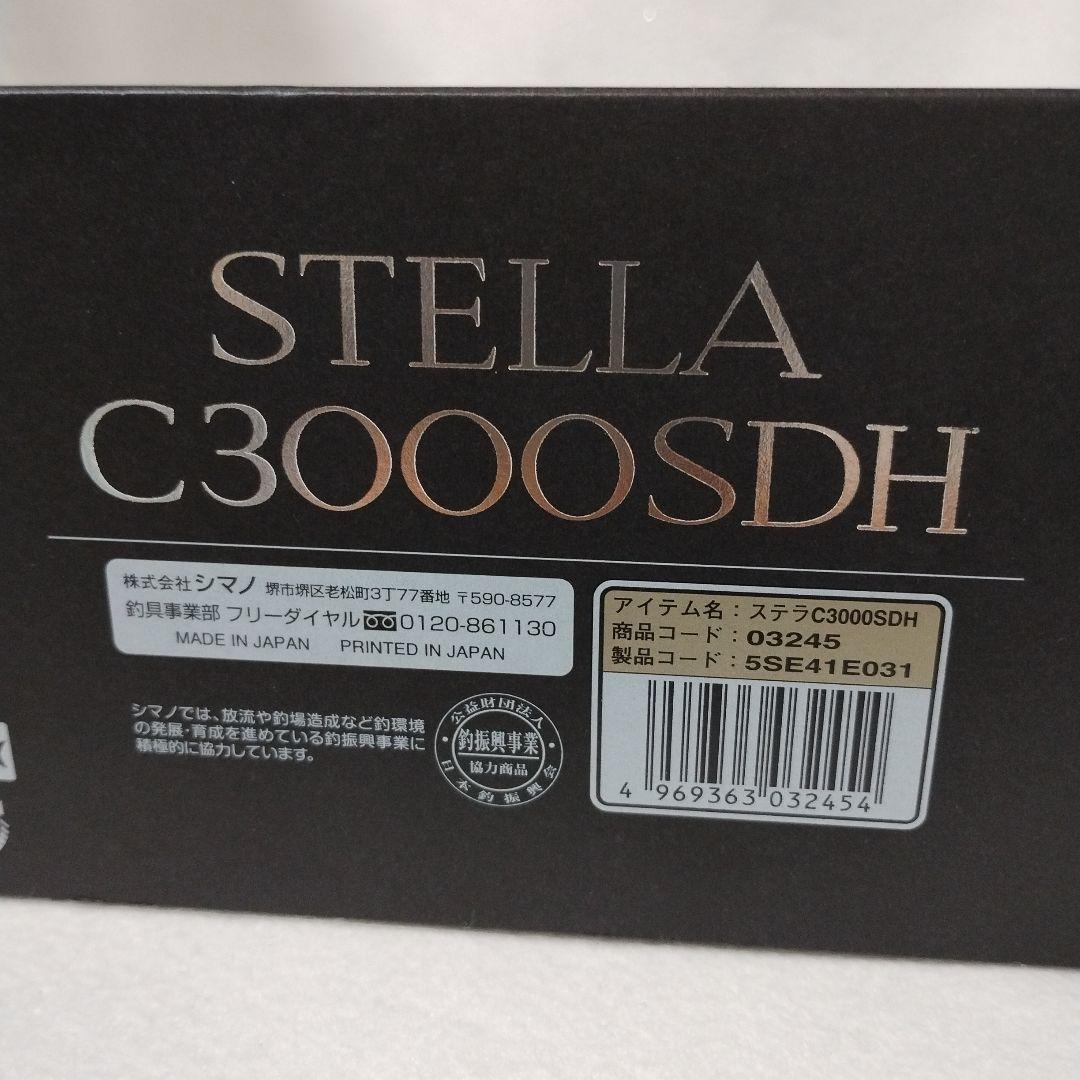 STELLA
C3000SDH
株式会社シマノ 堺市堺区老松町3丁77番地 〒590-8577
釣具事業部 フリーダイヤル 0120-861130
MADE IN JAPAN PRINTED IN JAPAN
アイテム名：ステラC3000SDH
商品コード：03245
製品コード：5SE41E031
4 969363 032454
シマノでは、放流や釣場造成など釣環境
の発展・育成を進めている釣振興事業に
積極的に協力しています。
公益財団法人
釣振興事業
協力商品
日本釣振興会